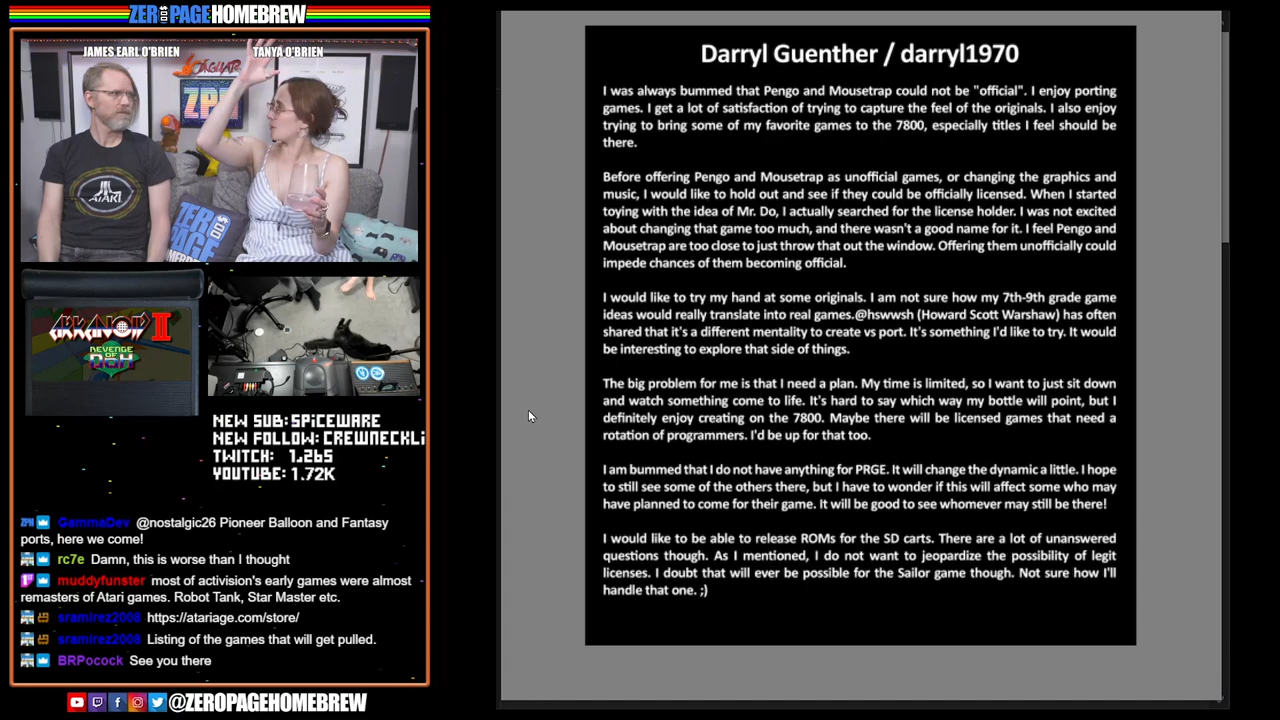 ZERO PAGE HOMEBREW
JAMES EARL O'BRIEN
TANYA O'BRIEN
JAGUAR
ZPH
ATARI
ZERO
PAGE
HOMEBREW
ARKANOID II
REVENGE
OF
DOH
NEW SUB:SPICEWARE
NEW FOLLOW:CREWNECKLI
TWITCH: 1,265
YOUTUBE: 1.72K
GammaDev @nostalgic26 Pioneer Balloon and Fantasy
ports, here we come!
rc7e Damn, this is worse than I thought
muddyfunster most of activision's early games were almost
remasters of Atari games. Robot Tank, Star Master etc.
sramirez2008 https://atariage.com/store/
sramirez2008 Listing of the games that will get pulled.
BRPocock See you there
@ZEROPAGEHOMEBREW
Darryl Guenther / darryl1970
I was always bummed that Pengo and Mousetrap could not be "official". I enjoy porting
games. I get a lot of satisfaction of trying to capture the feel of the originals. I also enjoy
trying to bring some of my favorite games to the 7800, especially titles I feel should be
there.
Before offering Pengo and Mousetrap as unofficial games, or changing the graphics and
music, I would like to hold out and see if they could be officially licensed. When I started
toying with the idea of Mr. Do, I actually searched for the license holder. I was not excited
about changing that game too much, and there wasn't a good name for it. I feel Pengo and
Mousetrap are too close to just throw that out the window. Offering them unofficially could
impede chances of them becoming official.
I would like to try my hand at some originals. I am not sure how my 7th-9th grade game
ideas would really translate into real games.@hswwsh (Howard Scott Warshaw) has often
shared that it's a different mentality to create vs port. It's something I'd like to try. It would
be interesting to explore that side of things.
The big problem for me is that I need a plan. My time is limited, so I want to just sit down
and watch something come to life. It's hard to say which way my bottle will point, but I
definitely enjoy creating on the 7800. Maybe there will be licensed games that need a
rotation of programmers. I'd be up for that too.
I am bummed that I do not have anything for PRGE. It will change the dynamic a little. I hope
to still see some of the others there, but I have to wonder if this will affect some who may
have planned to come for their game. It will be good to see whomever may still be there!
I would like to be able to release ROMs for the SD carts. There are a lot of unanswered
questions though. As I mentioned, I do not want to jeopardize the possibility of legit
licenses. I doubt that will ever be possible for the Sailor game though. Not sure how I'll
handle that one. ;)